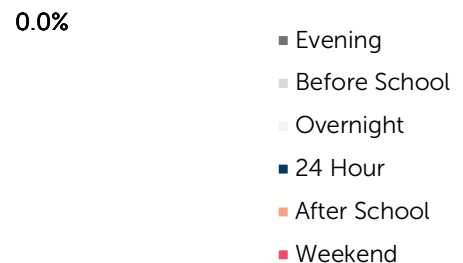 0.0%
Evening
Before School
Overnight
24 Hour
After School
Weekend